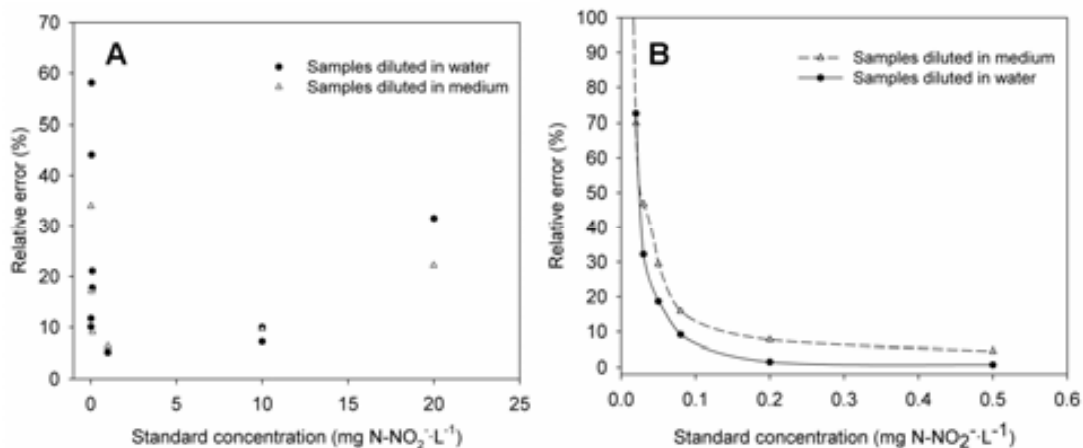 A
Samples diluted in water
Samples diluted in medium
70
60
50
40
30
20
10
0
0 5 10 15 20 25
Relative error (%)
Standard concentration (mg N-NO₂⁻·L⁻¹)
B
Samples diluted in medium
Samples diluted in water
100
90
80
70
60
50
40
30
20
10
0
0.0 0.1 0.2 0.3 0.4 0.5 0.6
Relative error (%)
Standard concentration (mg N-NO₂⁻·L⁻¹)